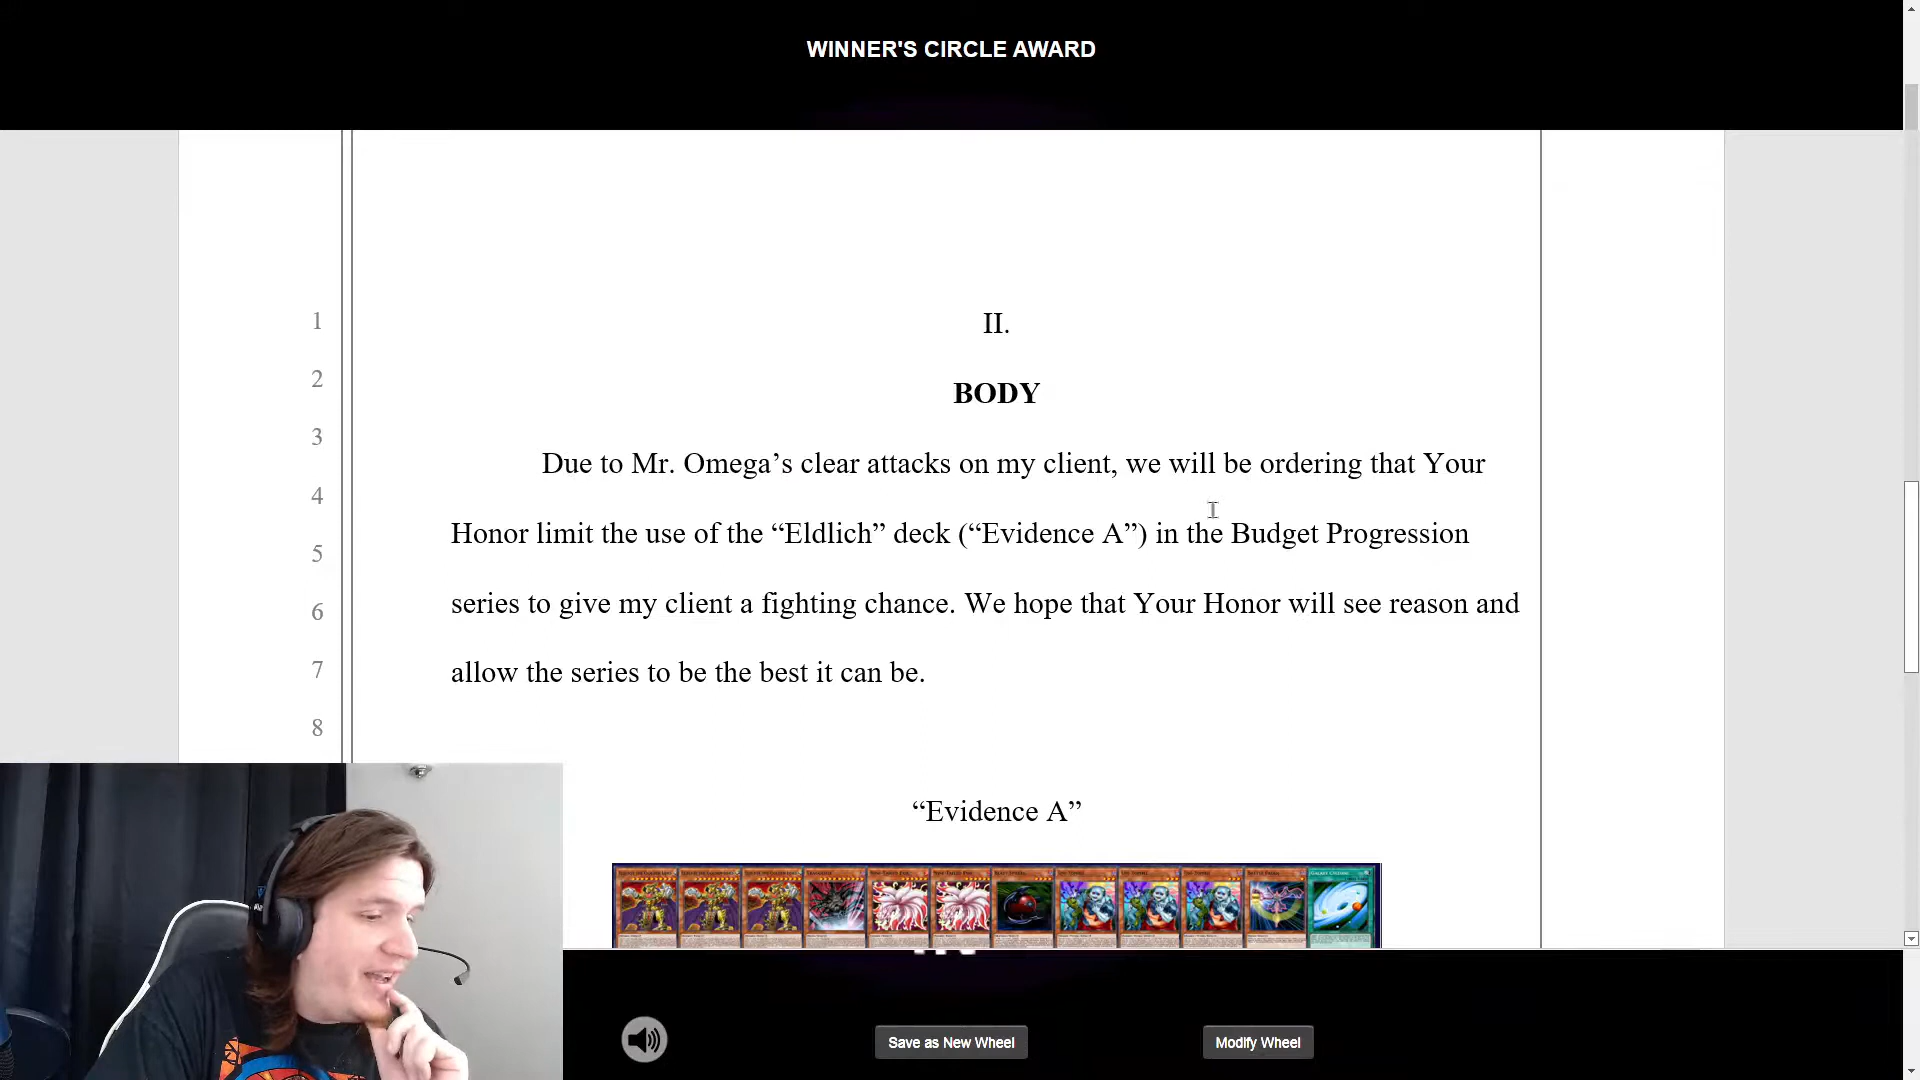 WINNER'S CIRCLE AWARD
1
II.
2
BODY
3
Due to Mr. Omega’s clear attacks on my client, we will be ordering that Your
4
Honor limit the use of the “Eldlich” deck (“Evidence A”) in the Budget Progression
5
series to give my client a fighting chance. We hope that Your Honor will see reason and
6
allow the series to be the best it can be.
7
8
“Evidence A”
Save as New Wheel
Modify Wheel